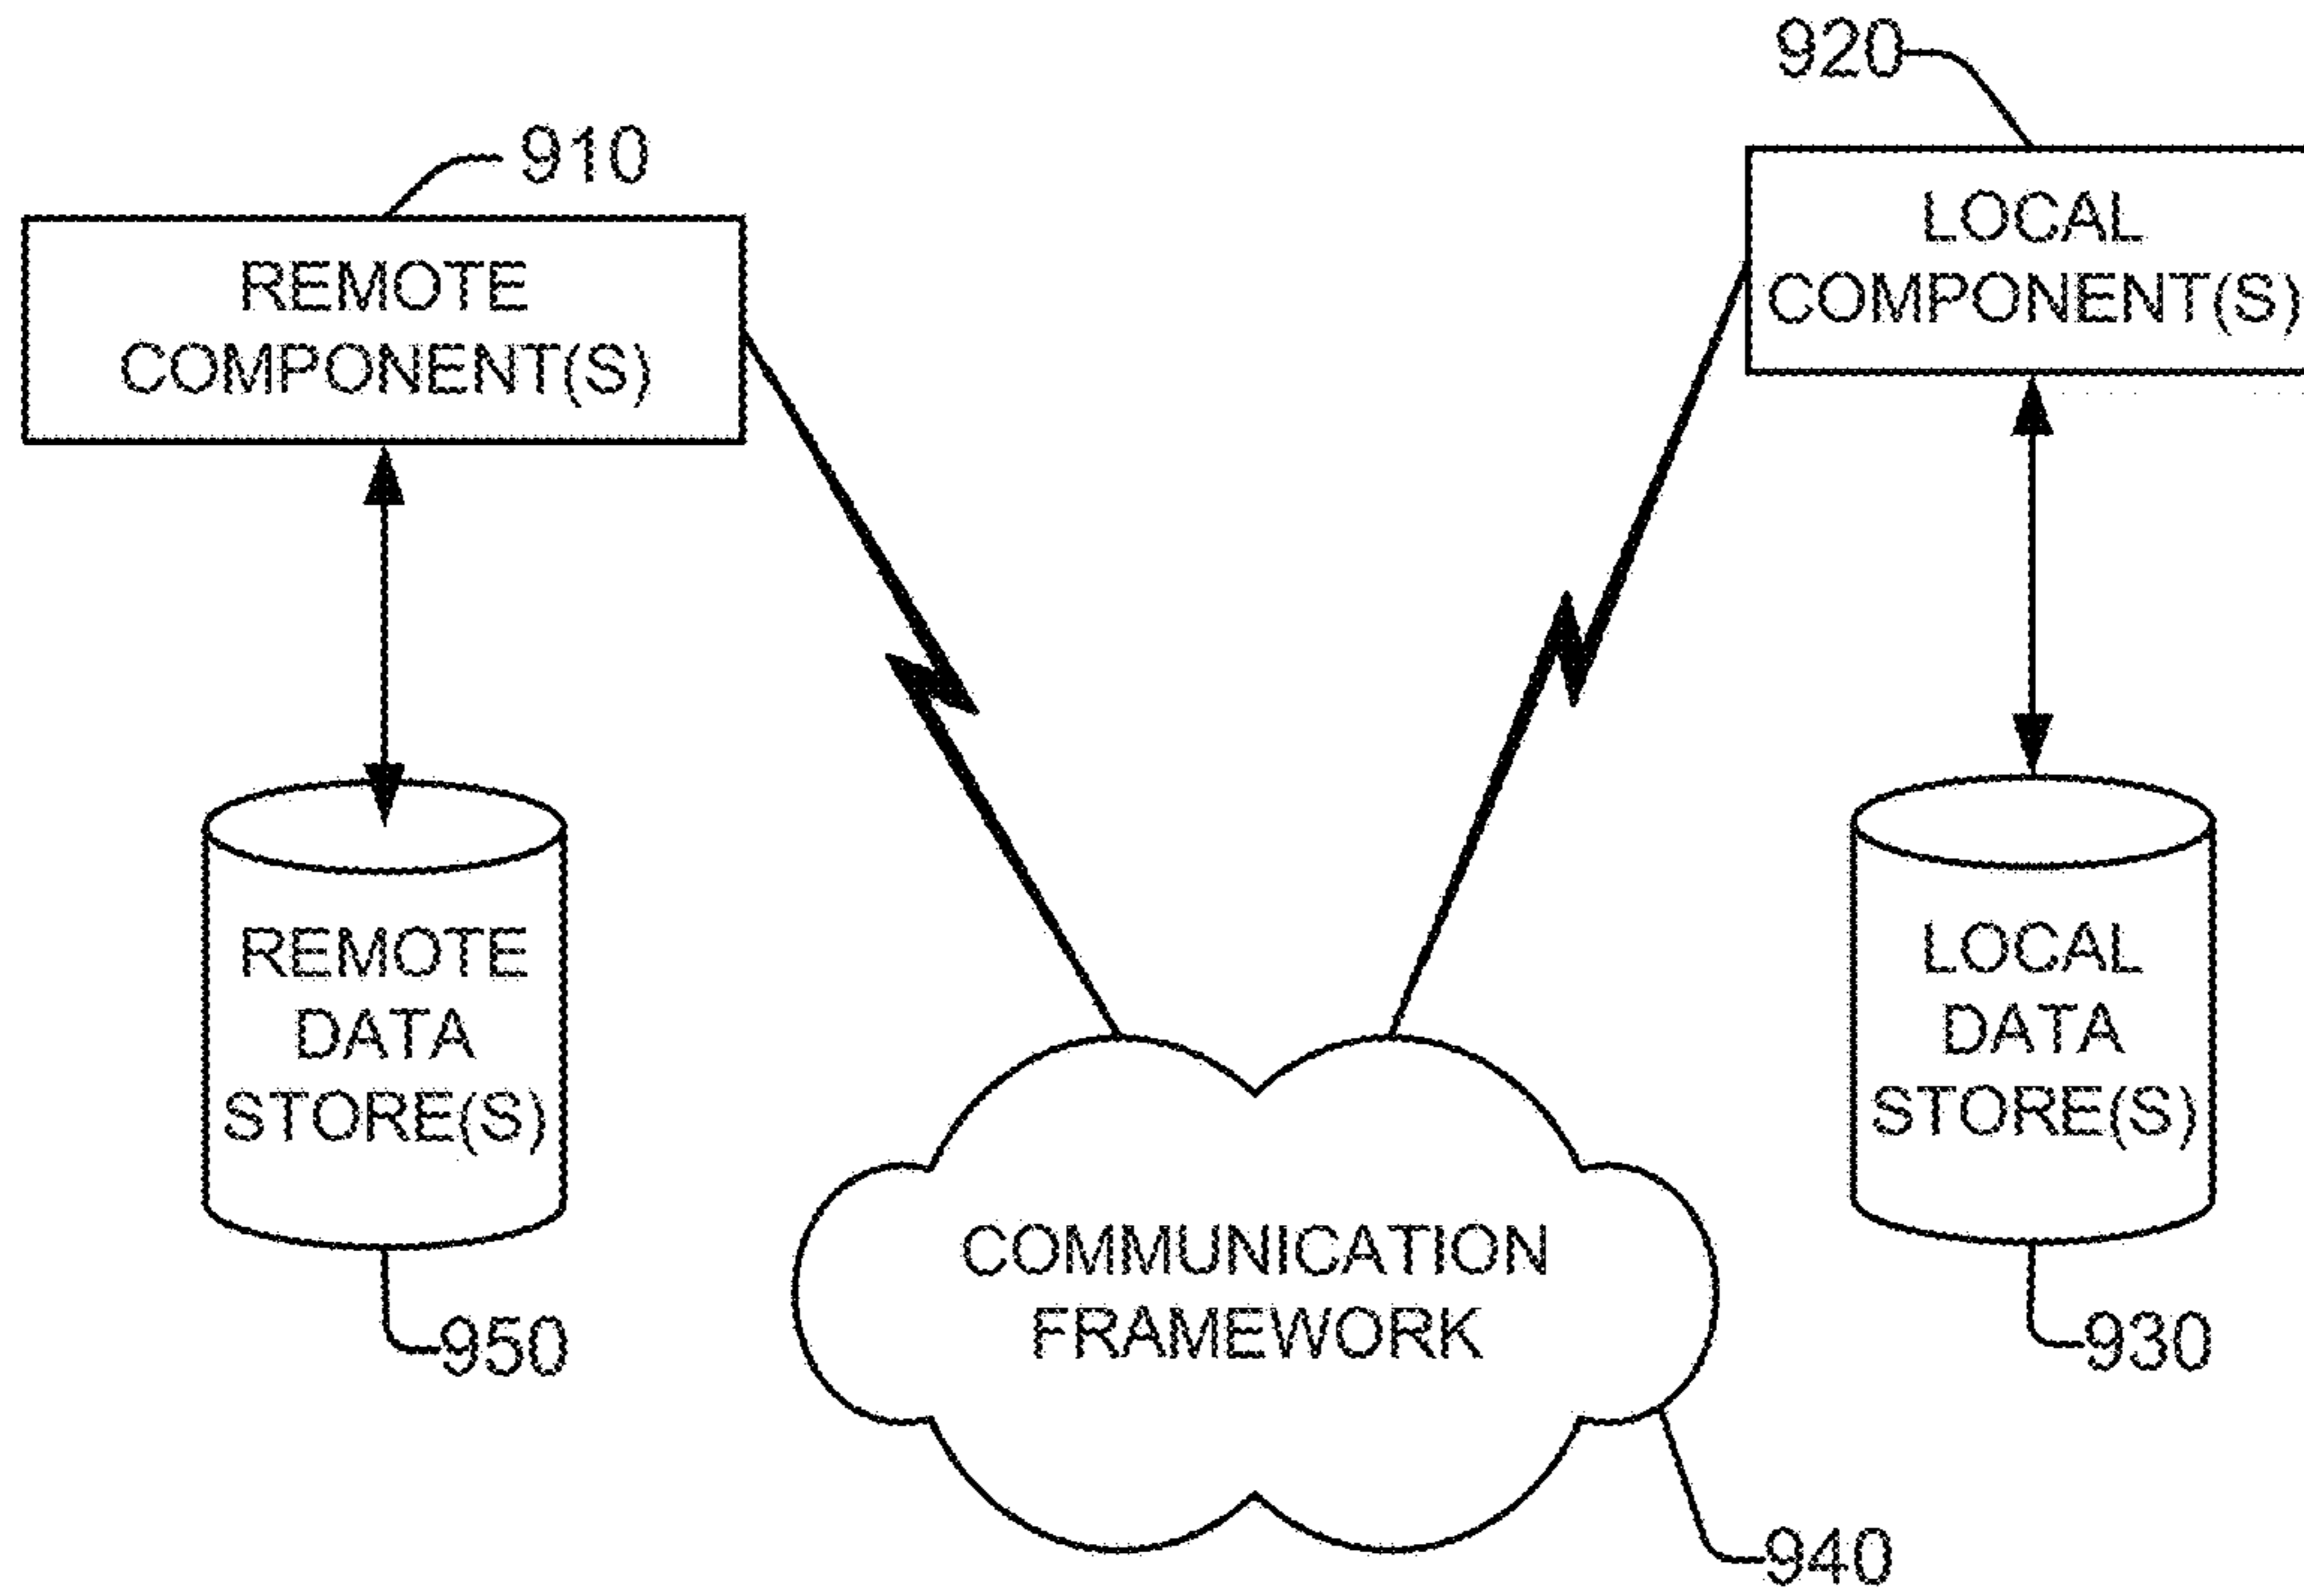 920
910
LOCAL
COMPONENT(S)
REMOTE
COMPONENT(S)
REMOTE
DATA
STORE(S)
LOCAL
DATA
STORE(S)
COMMUNICATION
FRAMEWORK
950
930
940